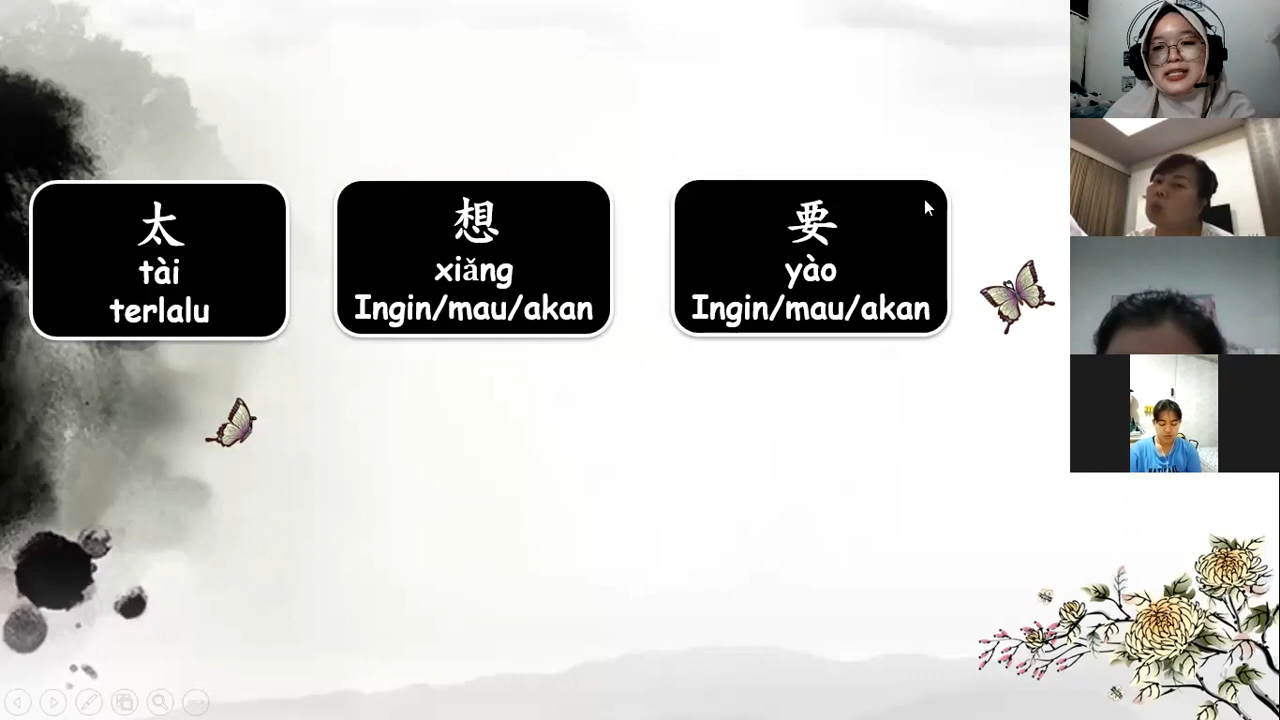 太
tài
terlalu
想
xiǎng
Ingin/mau/akan
要
yào
Ingin/mau/akan